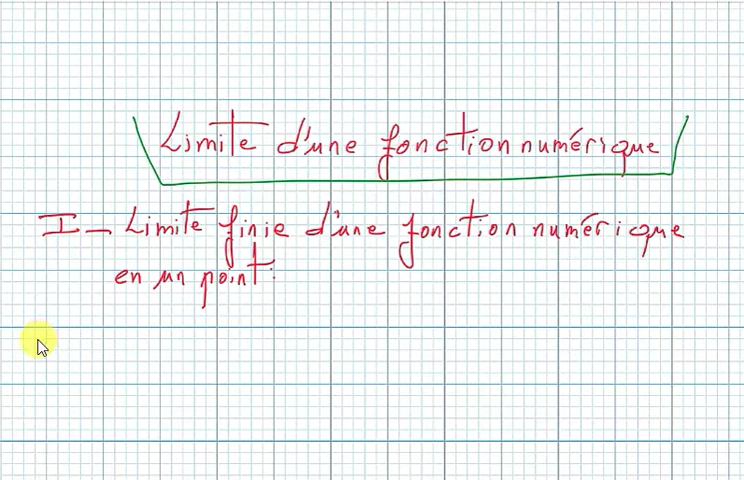 Limite d'une fonction numérique
I - Limite finie d'une fonction numérique
en un point :